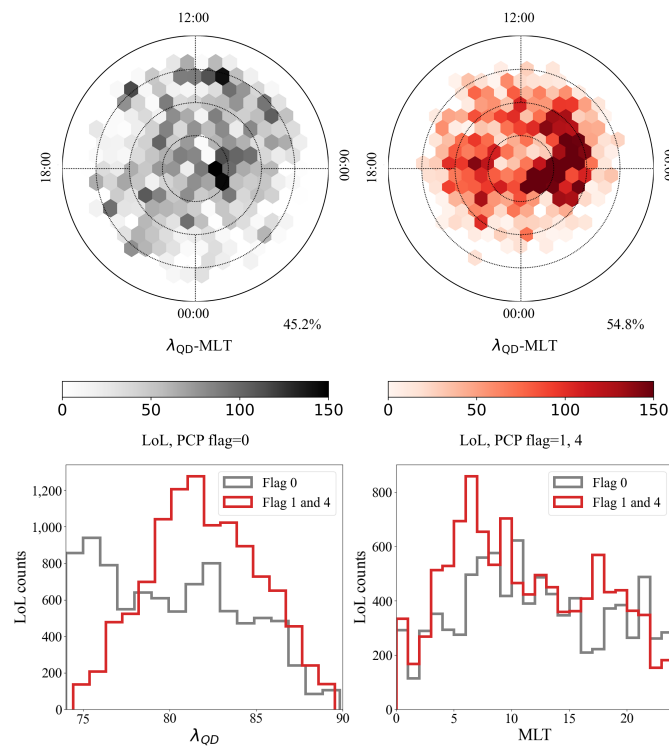 12:00 12:00
18:00 00:90 18:00
00:00 00:00
45.2% 54.8%
λQD-MLT λQD-MLT
0 50 100 150 0 50 100 150
LoL, PCP flag=0 LoL, PCP flag=1, 4
Flag 0
Flag 1 and 4
1,200
1,000
800
600
400
200
0
LoL counts
75 80 85 90
λQD
Flag 0
Flag 1 and 4
800
600
400
200
0
LoL counts
0 5 10 15 20
MLT